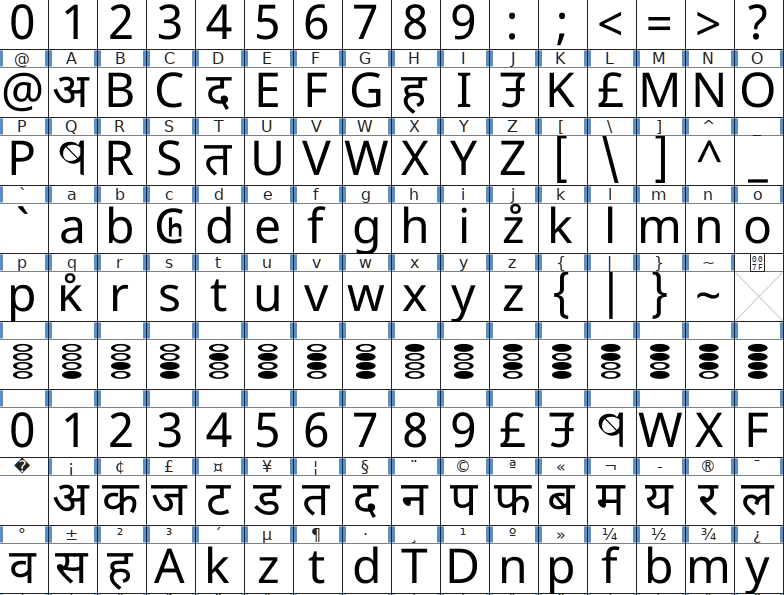 0 1 2 3 4 5 6 7 8 9 : ; < = > ?
@ A B C D E F G H I J K L M N O
@ अ B C द E F G ह I K £ M N O
P Q R S T U V W X Y Z [ \ ] ^ _
P R S त U V W X Y Z [ \ ] ^ _
` a b c d e f g h i j k l m n o
` a b d e f g h i z̊ k l m n o
p q r s t u v w x y z { | } ~
p k̊ r s t u v w x y z { | } ~
0 1 2 3 4 5 6 7 8 9 £ W X F
� ¡ ¢ £ ¤ ¥ ¦ § ¨ © ª « ¬ - ® ¯
अ क ज ट ड त द न प फ ब म य र ल
° ± ² ³ ´ µ ¶ · ¸ ¹ º » ¼ ½ ¾ ¿
व स ह A k z t d T D n p f b m y